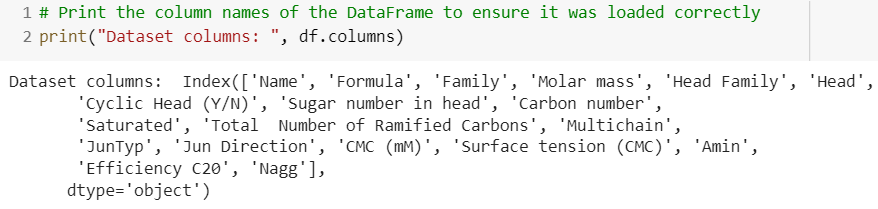 1 # Print the column names of the DataFrame to ensure it was loaded correctly
2 print("Dataset columns: ", df.columns)
Dataset columns:  Index(['Name', 'Formula', 'Family', 'Molar mass', 'Head Family', 'Head',
       'Cyclic Head (Y/N)', 'Sugar number in head', 'Carbon number',
       'Saturated', 'Total  Number of Ramified Carbons', 'Multichain',
       'JunTyp', 'Jun Direction', 'CMC (mM)', 'Surface tension (CMC)', 'Amin',
       'Efficiency C20', 'Nagg'],
      dtype='object')